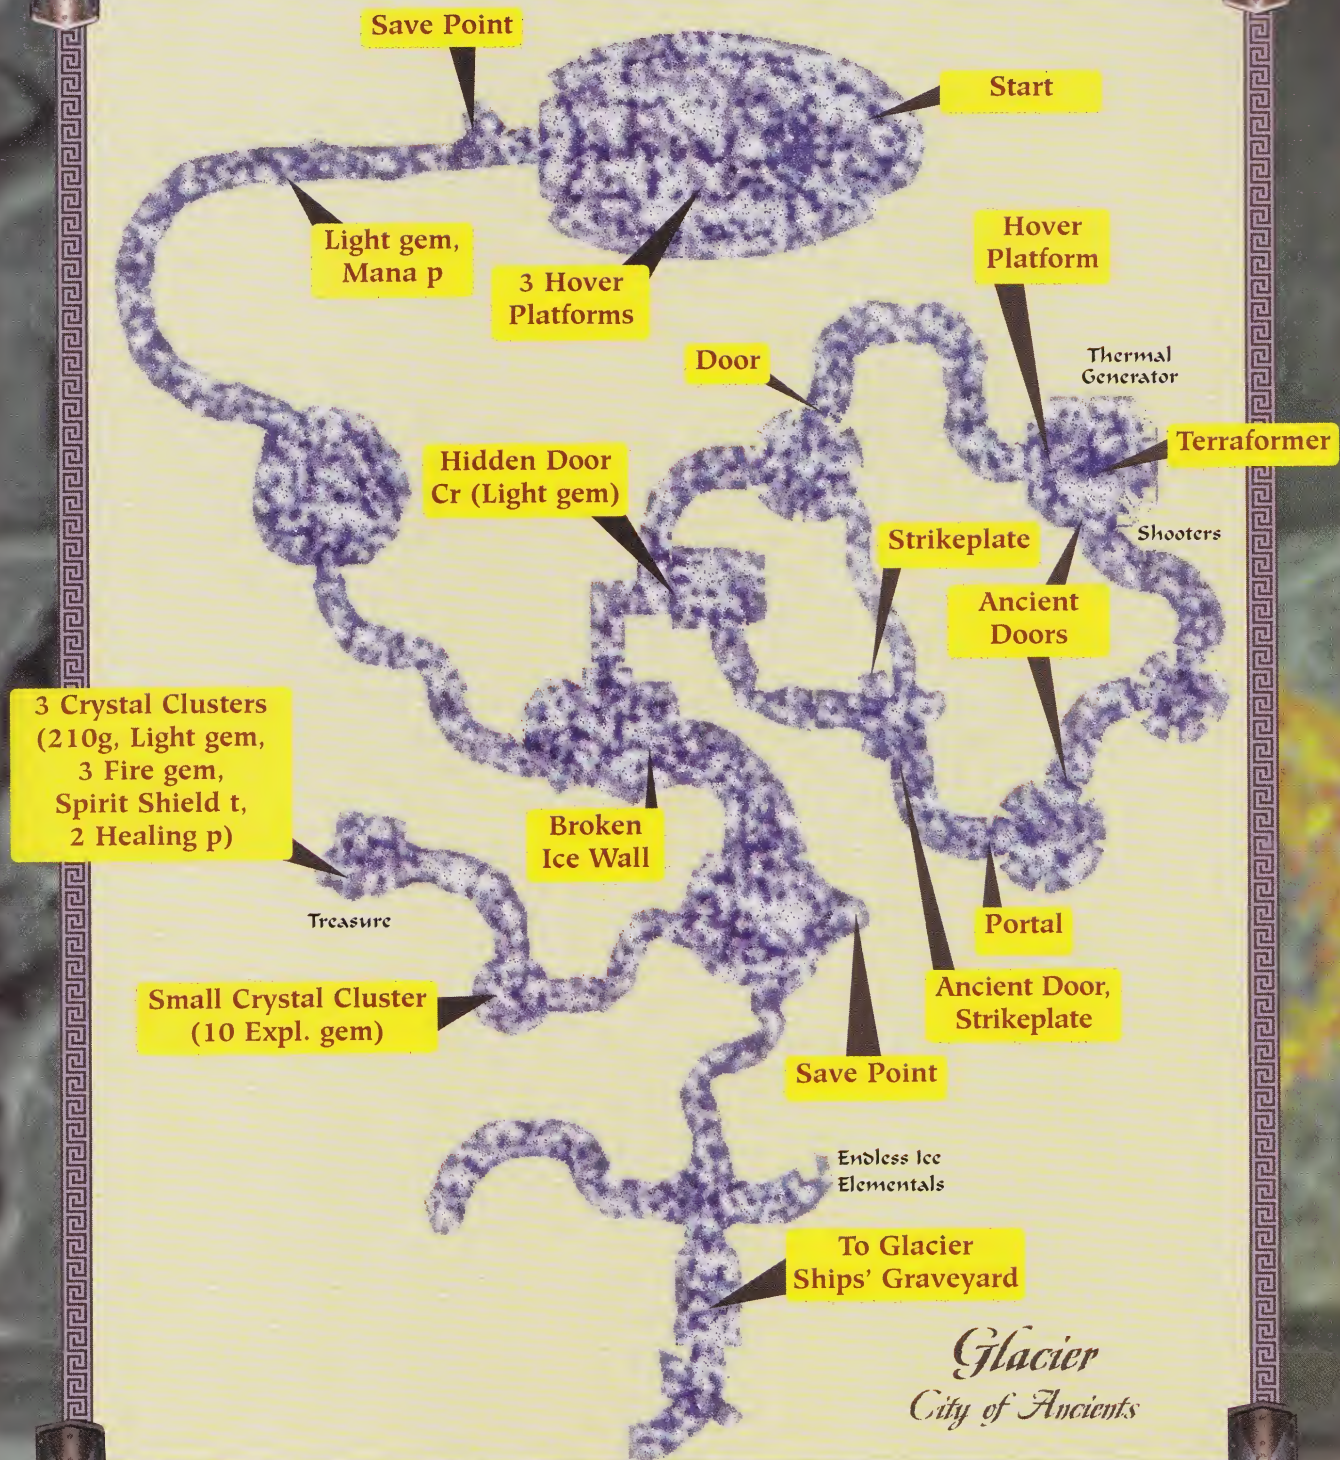 Save Point
Start
Light gem,
Mana p
3 Hover
Platforms
Hover
Platform
Thermal
Generator
Door
Terraformer
Hidden Door
Cr (Light gem)
Strikeplate
Shooters
Ancient
Doors
3 Crystal Clusters
(210g, Light gem,
3 Fire gem,
Spirit Shield t,
2 Healing p)
Broken
Ice Wall
Treasure
Portal
Small Crystal Cluster
(10 Expl. gem)
Ancient Door,
Strikeplate
Save Point
Endless Ice
Elementals
To Glacier
Ships' Graveyard
Glacier
City of Ancients